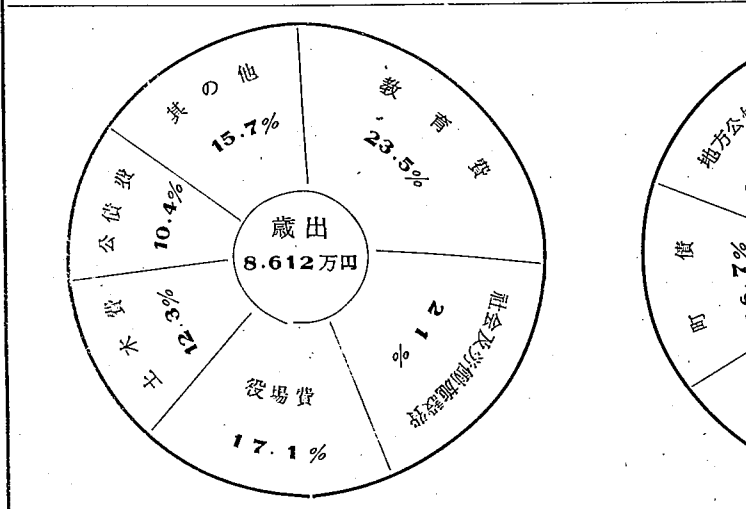 歳出
8.612万円
教育費
23.5%
社会及労働施設費
21%
役場費
17.1%
土木費
12.3%
公債費
10.4%
其の他
15.7%
地方公
町債